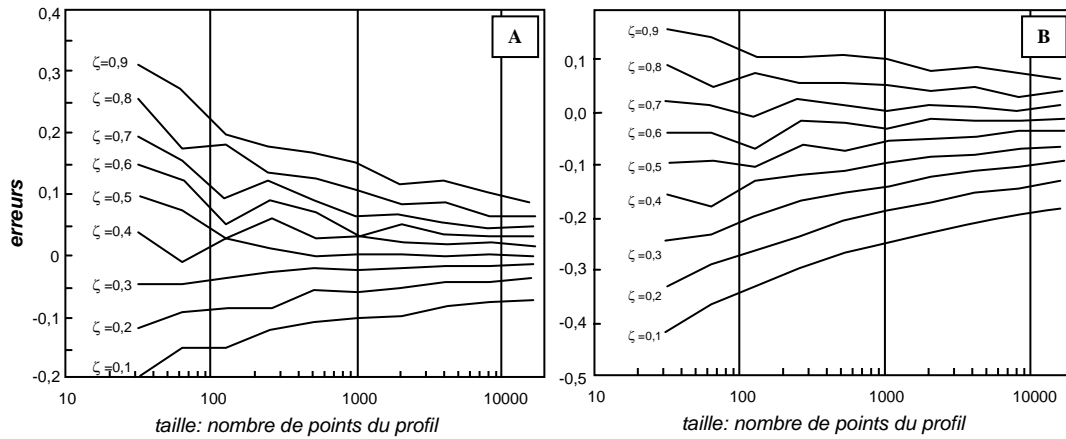 0,4
0,3
0,2
0,1
0
-0,1
-0,2
erreurs
A
ζ=0,9
ζ=0,8
ζ=0,7
ζ=0,6
ζ=0,5
ζ=0,4
ζ=0,3
ζ=0,2
ζ=0,1
10
100
1000
10000
taille: nombre de points du profil
0,1
0,0
-0,1
-0,2
-0,3
-0,4
-0,5
B
ζ=0,9
ζ=0,8
ζ=0,7
ζ=0,6
ζ=0,5
ζ=0,4
ζ=0,3
ζ=0,2
ζ=0,1
10
100
1000
10000
taille: nombre de points du profil